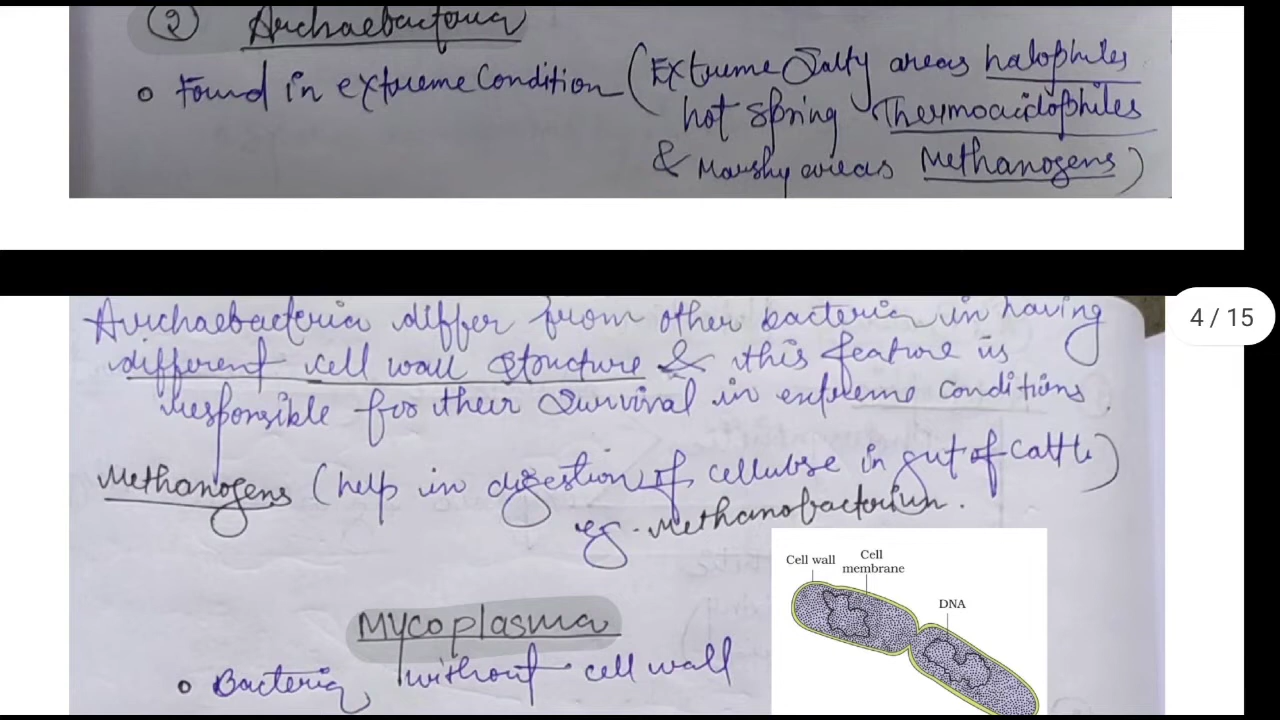 ② Archaebacteria
• Found in extreme Condition (Extreme Salty areas halophiles
hot spring Thermoacidophiles
& Marshy areas Methanogens)
4 / 15
Archaebacteria differ from other bacteria in having
different cell wall structure & this feature is
responsible for their Survival in extreme conditions.
Methanogens (help in digestion of cellulose in gut of cattle)
eg. Methanobacterium.
Cell wall
Cell
membrane
DNA
Mycoplasma
• Bacteria without cell wall